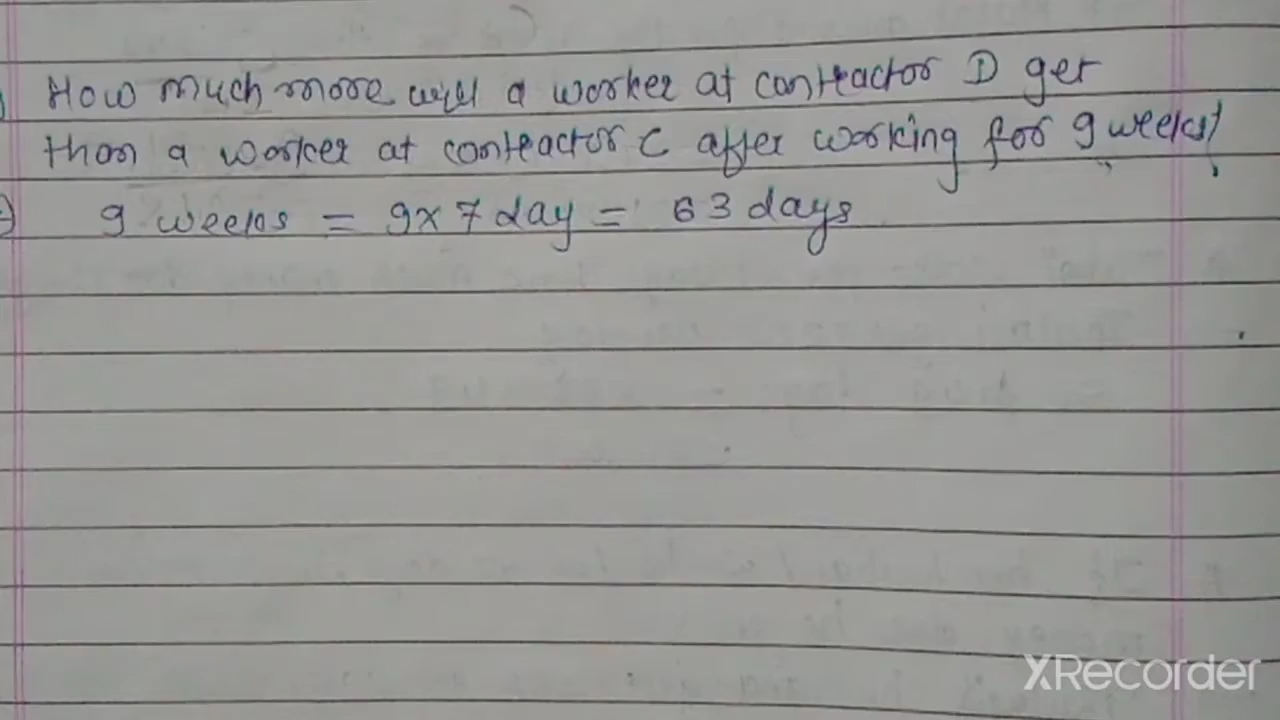 How much more will a worker at contractor D get
than a worker at contractor C after working for 9 weeks?
9 weeks = 9x7 day = 63 days
XRecorder